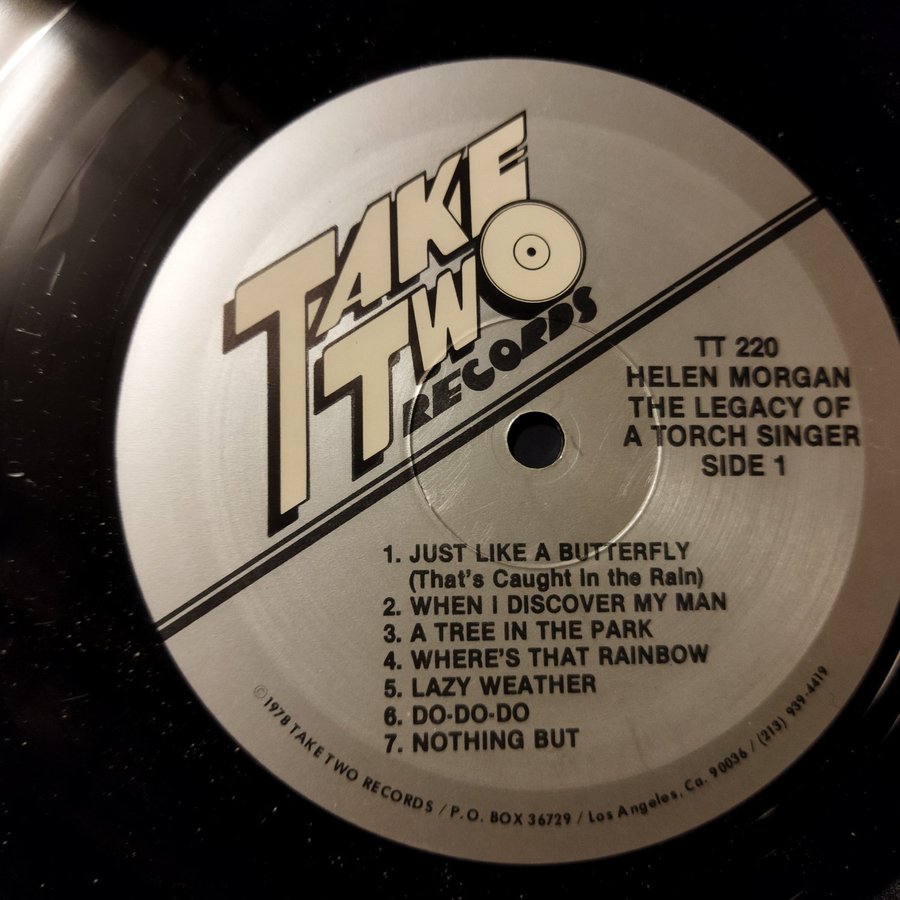 TAKE
TWO
RECORDS
TT 220
HELEN MORGAN
THE LEGACY OF
A TORCH SINGER
SIDE 1
1. JUST LIKE A BUTTERFLY
(That's Caught in the Rain)
2. WHEN I DISCOVER MY MAN
3. A TREE IN THE PARK
4. WHERE'S THAT RAINBOW
5. LAZY WEATHER
6. DO-DO-DO
7. NOTHING BUT
©1978 TAKE TWO RECORDS / P.O. BOX 36729 / Los Angeles, Ca. 90036 / (213) 939-4419